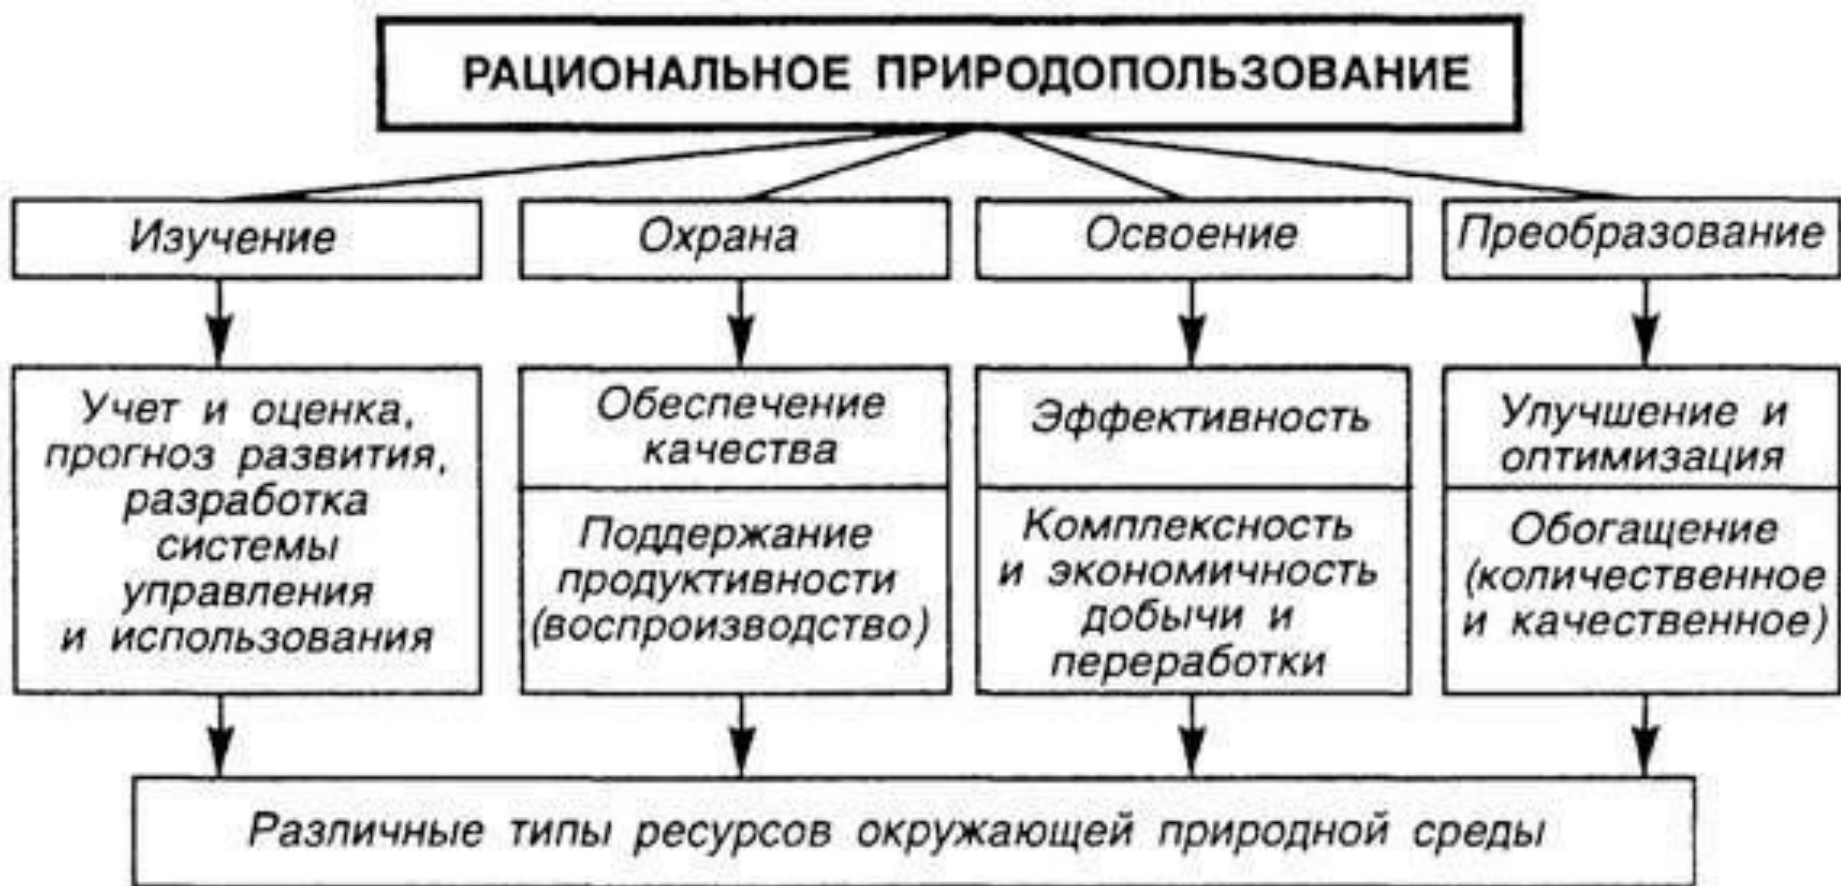 РАЦИОНАЛЬНОЕ ПРИРОДОПОЛЬЗОВАНИЕ
Изучение
Охрана
Освоение
Преобразование
Учет и оценка,
прогноз развития,
разработка
системы
управления
и использования
Обеспечение
качества
Поддержание
продуктивности
(воспроизводство)
Эффективность
Комплексность
и экономичность
добычи и
переработки
Улучшение и
оптимизация
Обогащение
(количественное
и качественное)
Различные типы ресурсов окружающей природной среды